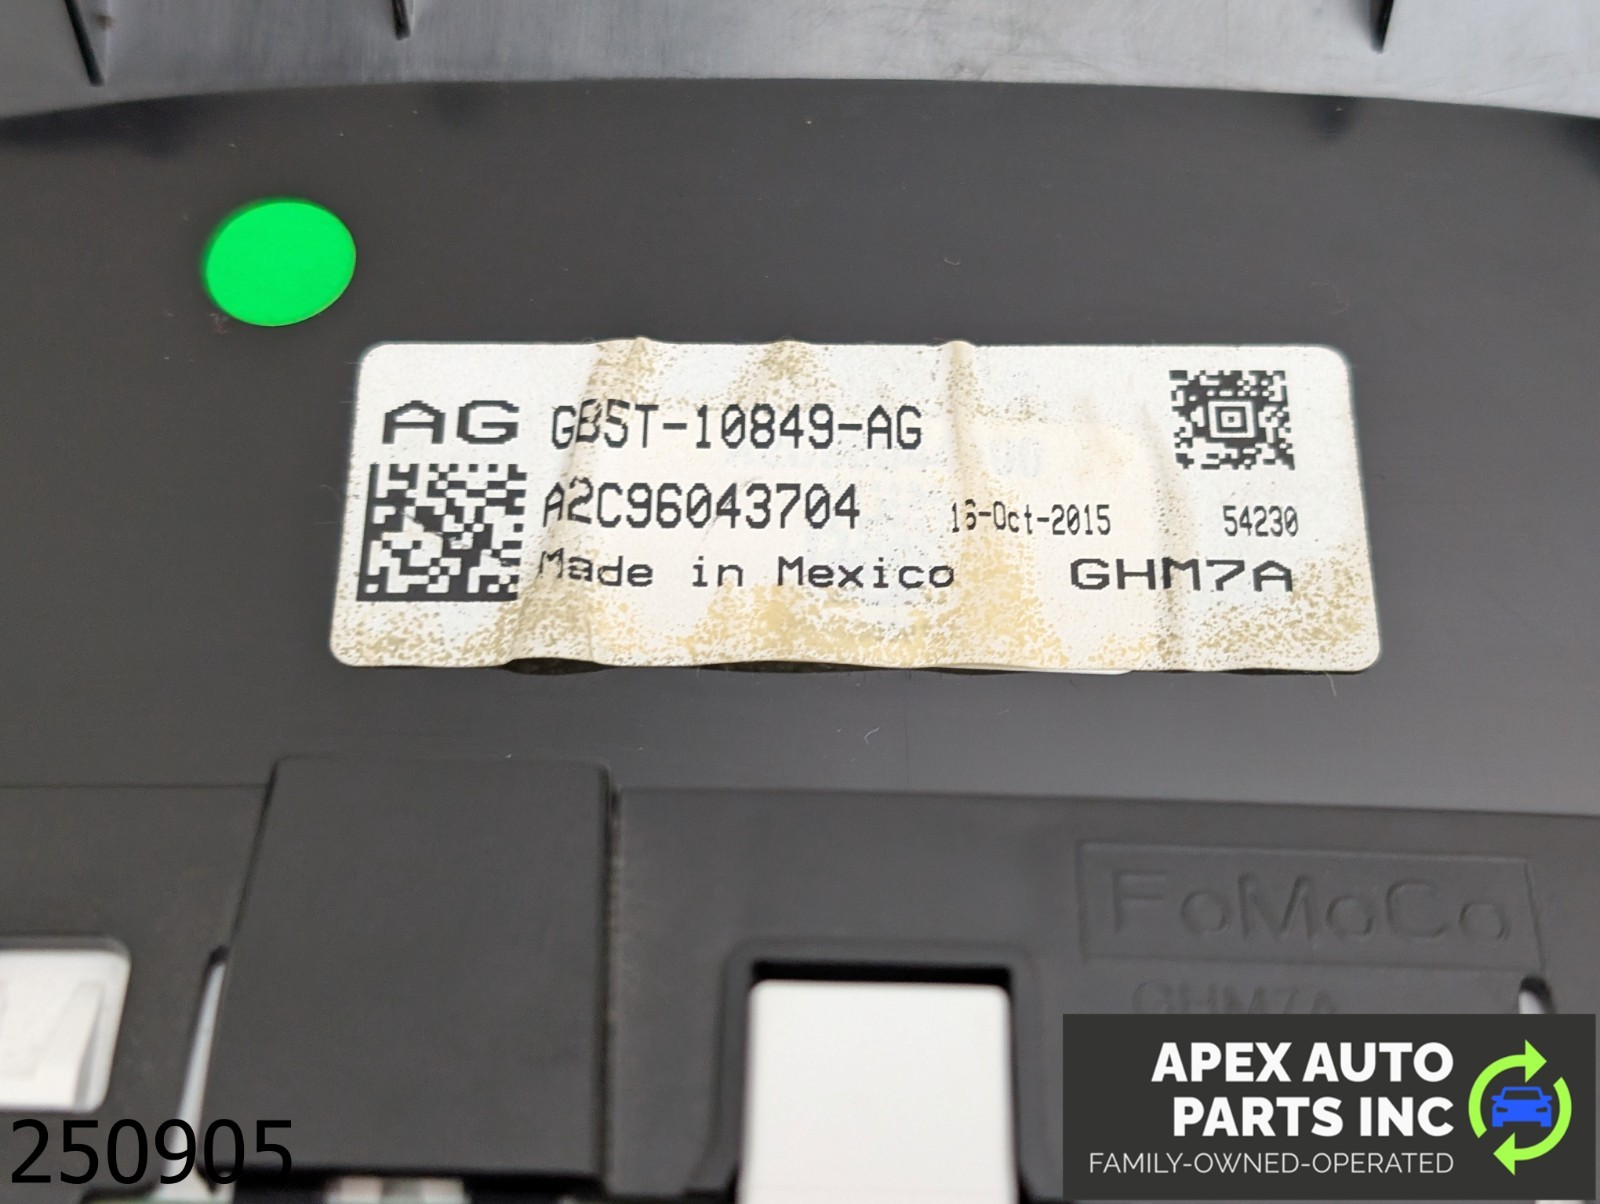 AG GB5T-10849-AG
A2C96043704 16-Oct-2015 54230
Made in Mexico GHM7A
FoMoCo
GHM7A
250905
APEX AUTO
PARTS INC
FAMILY-OWNED-OPERATED